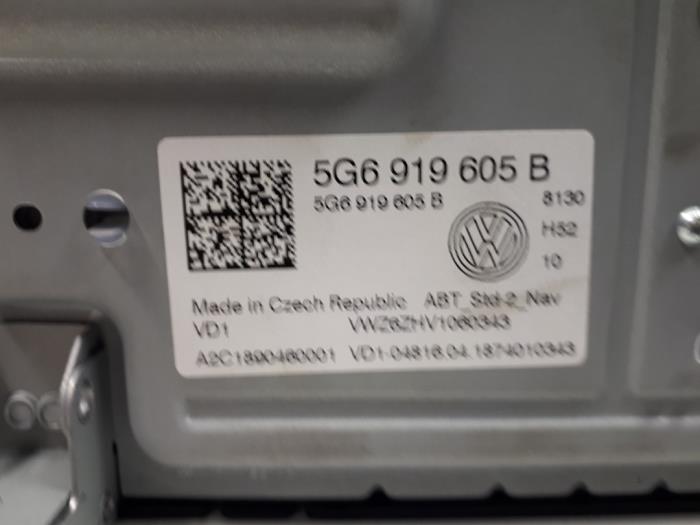 5G6 919 605 B
5G6 919 605 B
8130
H52
10
Made in Czech Republic ABT_Std-2_Nav
VD1 VWZ6ZHV1060343
A2C1890460001 VD1-04816.04.1874010343